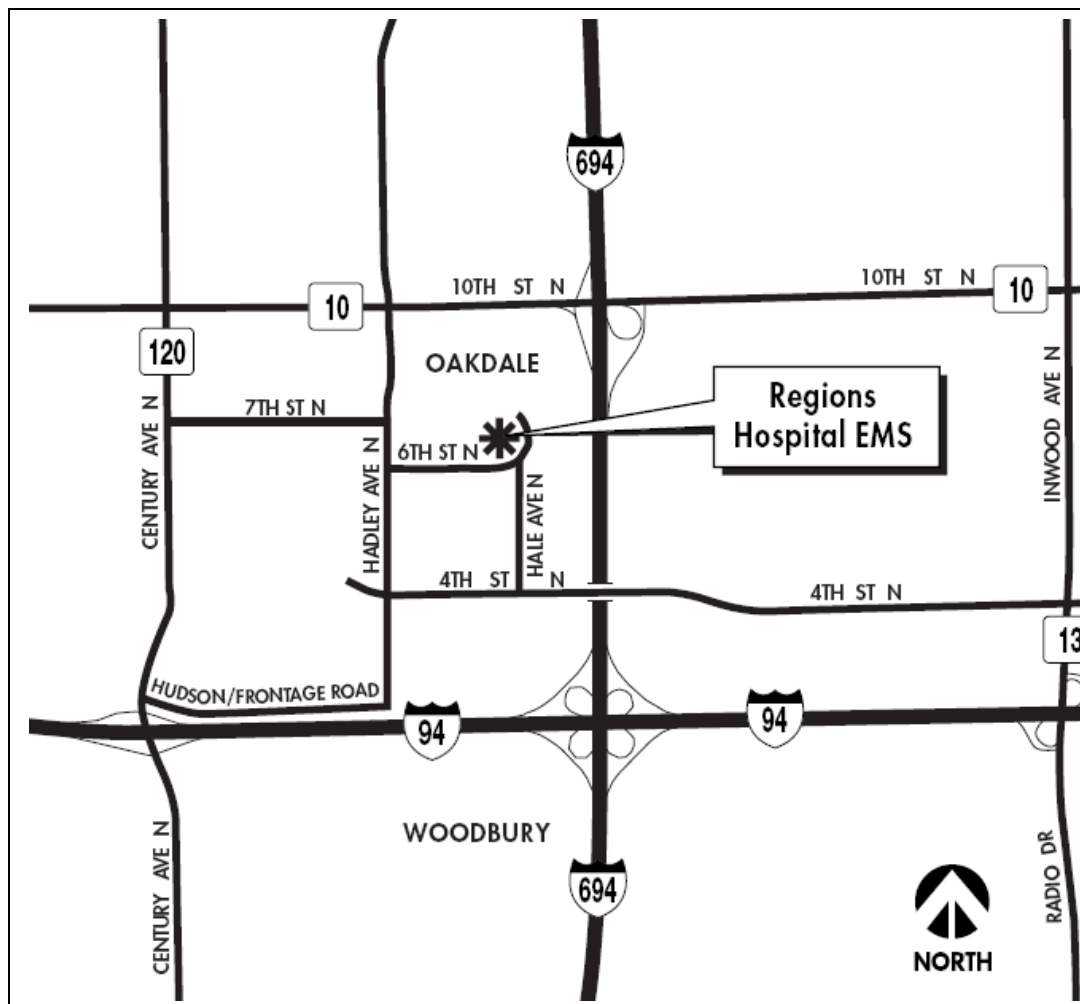 694
10TH ST N
10TH ST N
10
10
120
OAKDALE
Regions
Hospital EMS
7TH ST N
6TH ST N
CENTURY AVE N
HADLEY AVE N
HALE AVE N
INWOOD AVE N
4TH ST N
4TH ST N
13
HUDSON/FRONTAGE ROAD
94
94
WOODBURY
CENTURY AVE N
694
RADIO DR
NORTH